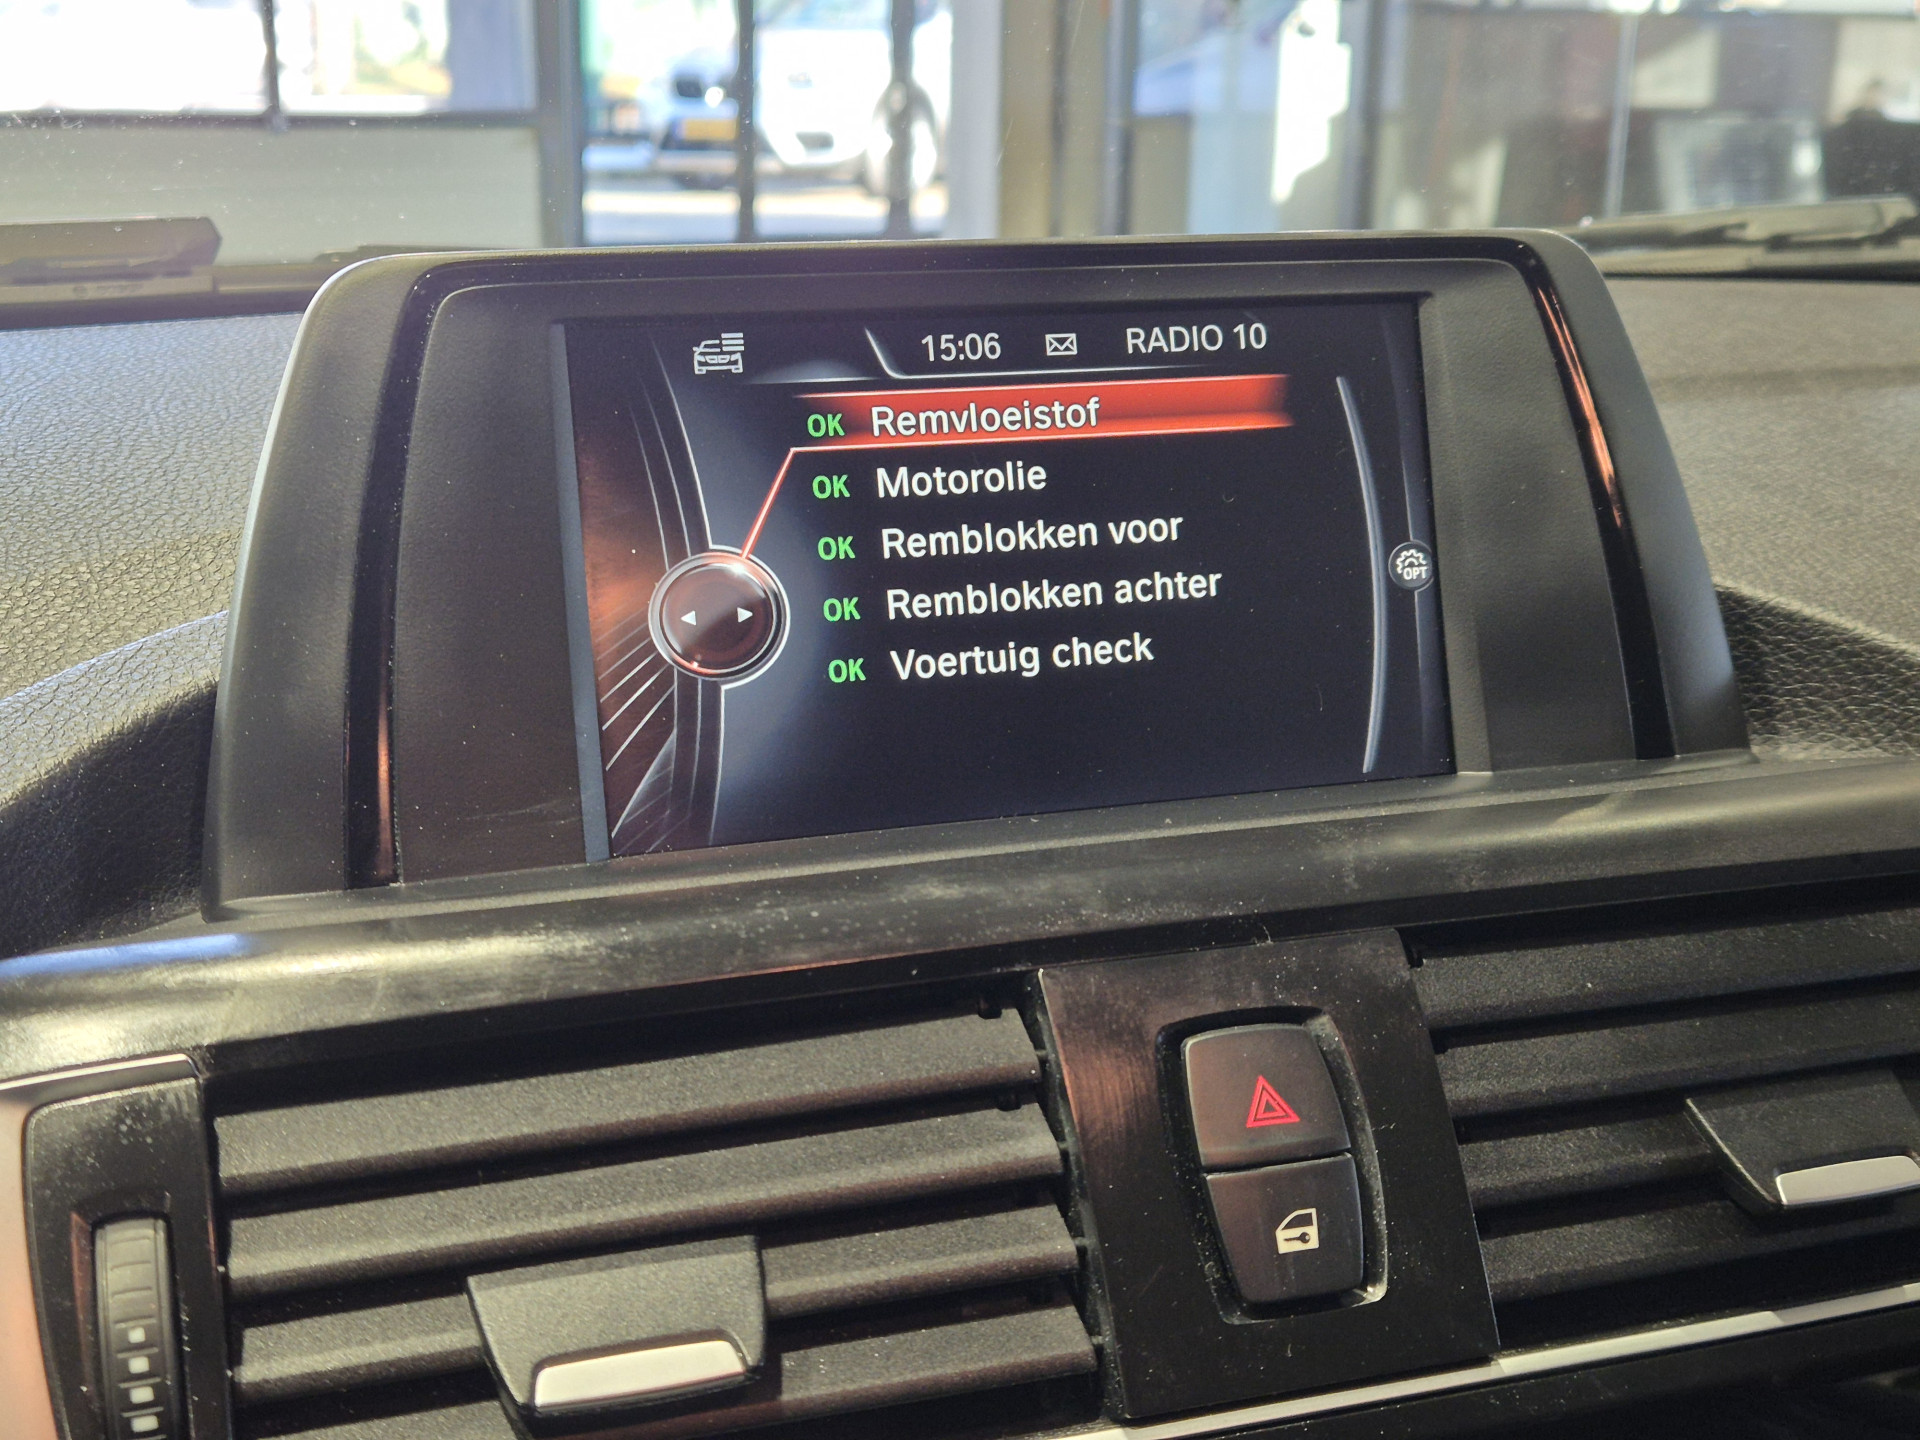 15:06 RADIO 10
OK Remvloeistof
OK Motorolie
OK Remblokken voor
OK Remblokken achter
OK Voertuig check
OPT